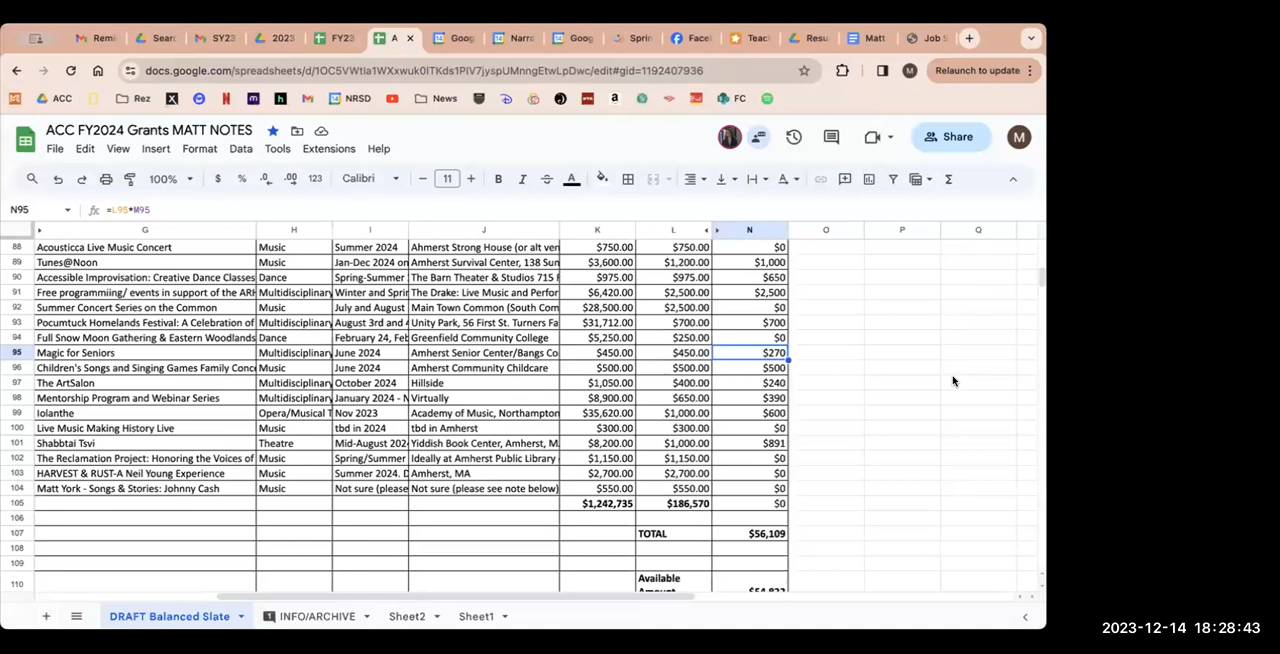 Remi Sear SY23 2023 FY23 A Goog Narra Goog Sprin Facel Teac Resu Matt Job S
docs.google.com/spreadsheets/d/1OC5VWtla1WXxwuk0ITKds1PIV7jyspUMnngEtwLpDwc/edit#gid=1192407936 M Relaunch to update
ACC Rez NRSD News FC
ACC FY2024 Grants MATT NOTES
File Edit View Insert Format Data Tools Extensions Help
Share M
100% $ % .0 .00 123 Calibri 11 B I A
N95 =L95*M95
G H I J K L N O P Q
88 Acousticca Live Music Concert Music Summer 2024 Ahmerst Strong House (or alt ven $750.00 $750.00 $0
89 Tunes@Noon Music Jan-Dec 2024 on Amherst Survival Center, 138 Sun $3,600.00 $1,200.00 $1,000
90 Accessible Improvisation: Creative Dance Classes Dance Spring-Summer The Barn Theater & Studios 715 $975.00 $975.00 $650
91 Free programmiing/ events in support of the ARH Multidisciplinary Winter and Sprin The Drake: Live Music and Perfor $6,420.00 $2,500.00 $2,500
92 Summer Concert Series on the Common Music July and August Main Town Common (South Com $28,500.00 $2,500.00 $0
93 Pocumtuck Homelands Festival: A Celebration of Multidisciplinary August 3rd and 4 Unity Park, 56 First St. Turners Fa $31,712.00 $700.00 $700
94 Full Snow Moon Gathering & Eastern Woodlands Dance February 24, Feb Greenfield Community College $5,250.00 $250.00 $0
95 Magic for Seniors Multidisciplinary June 2024 Amherst Senior Center/Bangs Co $450.00 $450.00 $270
96 Children's Songs and Singing Games Family Conc Music June 2024 Amherst Community Childcare $500.00 $500.00 $500
97 The ArtSalon Multidisciplinary October 2024 Hillside $1,050.00 $400.00 $240
98 Mentorship Program and Webinar Series Multidisciplinary January 2024 - N Virtually $8,900.00 $650.00 $390
99 Iolanthe Opera/Musical T Nov 2023 Academy of Music, Northampton $35,620.00 $1,000.00 $600
100 Live Music Making History Live Music tbd in 2024 tbd in Amherst $300.00 $300.00 $0
101 Shabbtai Tsvi Theatre Mid-August 202 Yiddish Book Center, Amherst, M $8,200.00 $1,000.00 $891
102 The Reclamation Project: Honoring the Voices of Music Spring/Summer Ideally at Amherst Public Library $1,150.00 $1,150.00 $0
103 HARVEST & RUST-A Neil Young Experience Music Summer 2024. D Amherst, MA $2,700.00 $2,700.00 $0
104 Matt York - Songs & Stories: Johnny Cash Music Not sure (please Not sure (please see note below) $550.00 $550.00 $0
105 $1,242,735 $186,570 $0
106
107 TOTAL $56,109
108
109
110 Available
DRAFT Balanced Slate 1 INFO/ARCHIVE Sheet2 Sheet1
2023-12-14 18:28:43